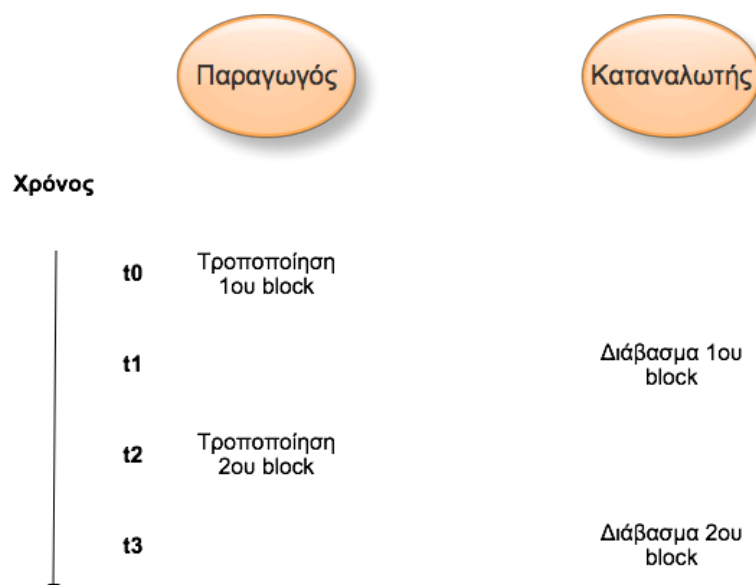 Παραγωγός
Καταναλωτής
Χρόνος
t0
Τροποποίηση
1ου block
t1
Διάβασμα 1ου
block
t2
Τροποποίηση
2ου block
t3
Διάβασμα 2ου
block